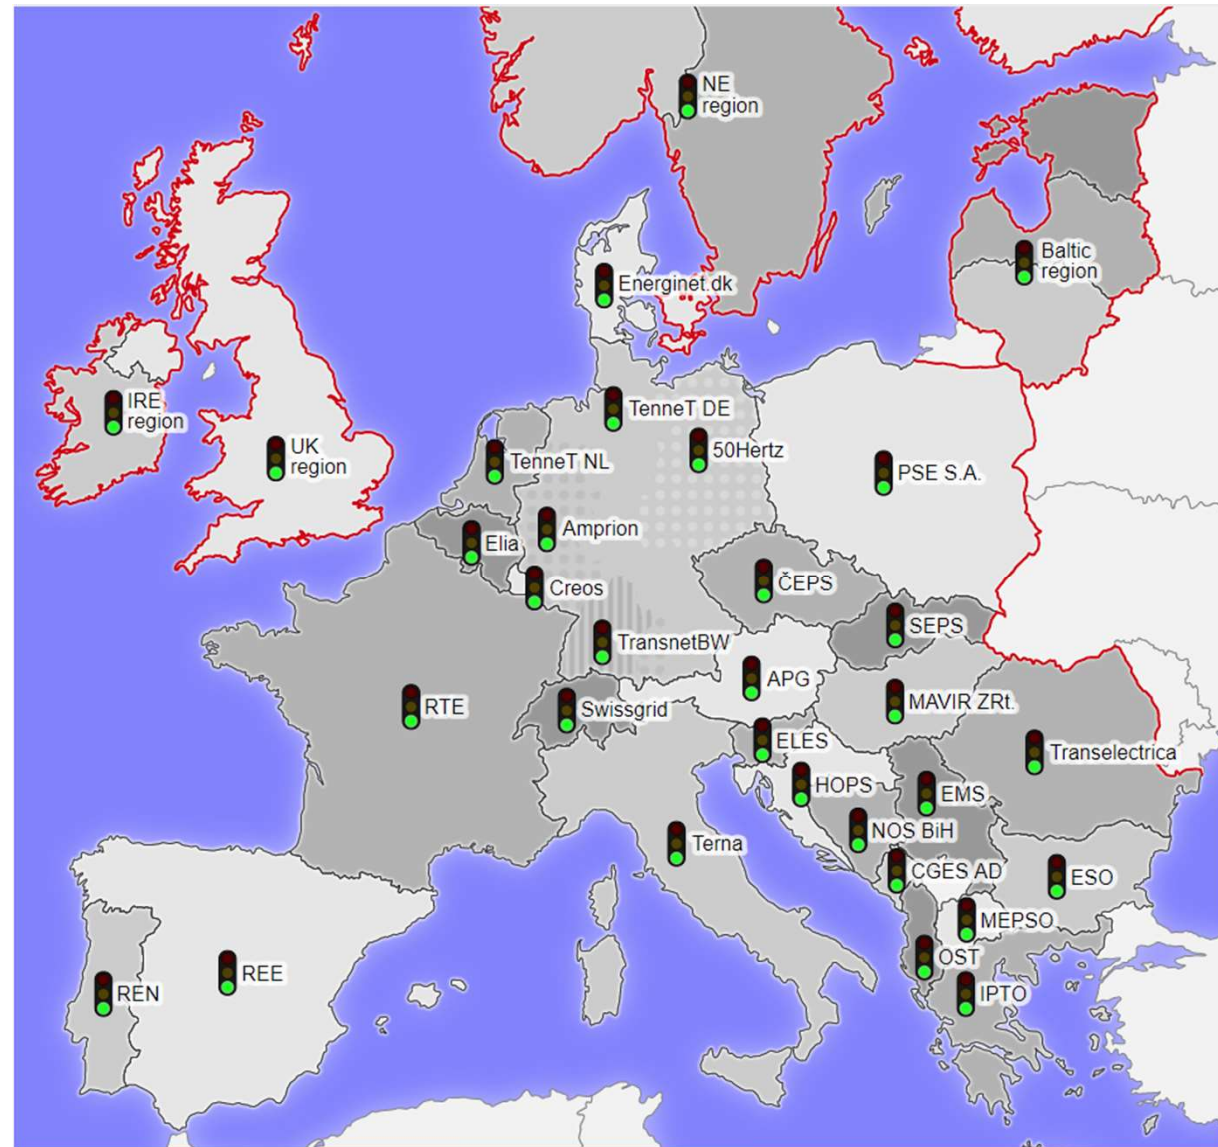 NE
region
Baltic
region
Energinet.dk
IRE
region
TenneT DE
UK
region
50Hertz
TenneT NL
PSE S.A.
Amprion
Elia
Creos
ČEPS
SEPS
TransnetBW
APG
MAVIR ZRt.
RTE
Swissgrid
ELES
Transelectrica
HOPS
EMS
NOS BiH
Terna
CGES AD
ESO
MEPSO
OST
REE
REN
IPTO